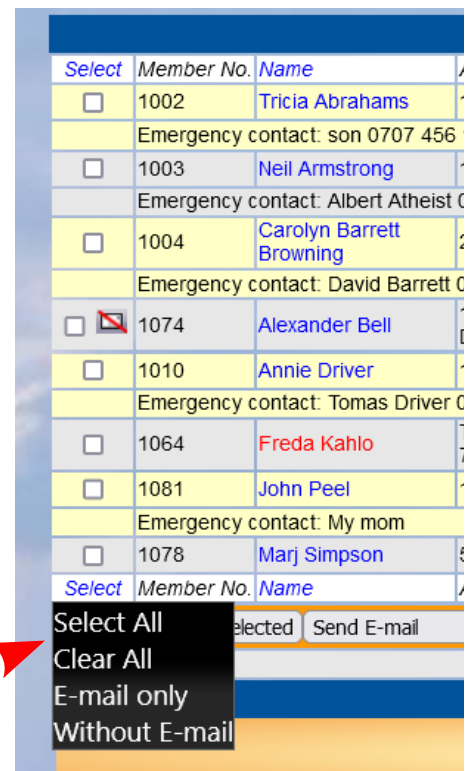 Select Member No. Name
1002 Tricia Abrahams
Emergency contact: son 0707 456
1003 Neil Armstrong
Emergency contact: Albert Atheist
1004 Carolyn Barrett
Browning
Emergency contact: David Barrett
1074 Alexander Bell
1010 Annie Driver
Emergency contact: Tomas Driver
1064 Freda Kahlo
1081 John Peel
Emergency contact: My mom
1078 Marj Simpson
Select Member No. Name
Select All
elected Send E-mail
Clear All
E-mail only
Without E-mail